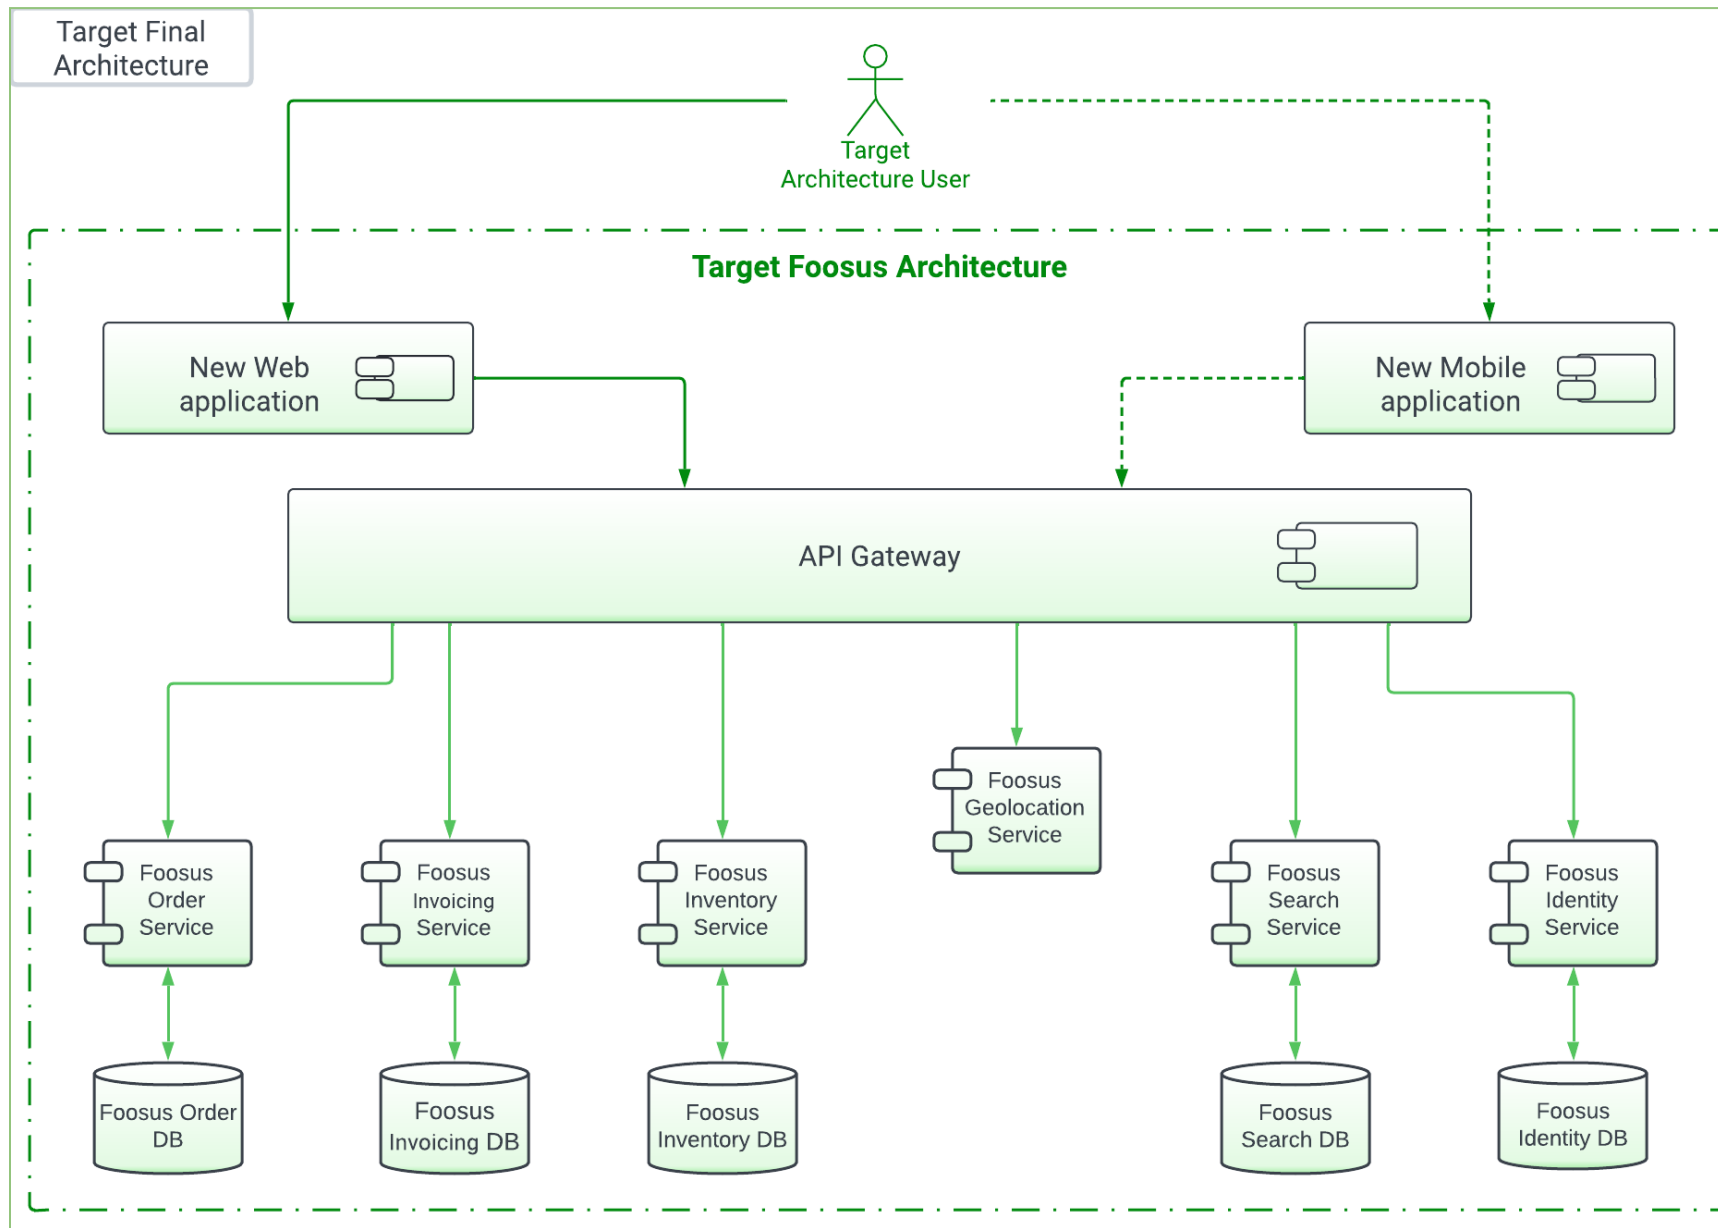 Target Final
Architecture
Target
Architecture User
Target Foosus Architecture
New Web
application
New Mobile
application
API Gateway
Foosus
Geolocation
Service
Foosus
Order
Service
Foosus
Invoicing
Service
Foosus
Inventory
Service
Foosus
Search
Service
Foosus
Identity
Service
Foosus Order
DB
Foosus
Invoicing DB
Foosus
Inventory DB
Foosus
Search DB
Foosus
Identity DB